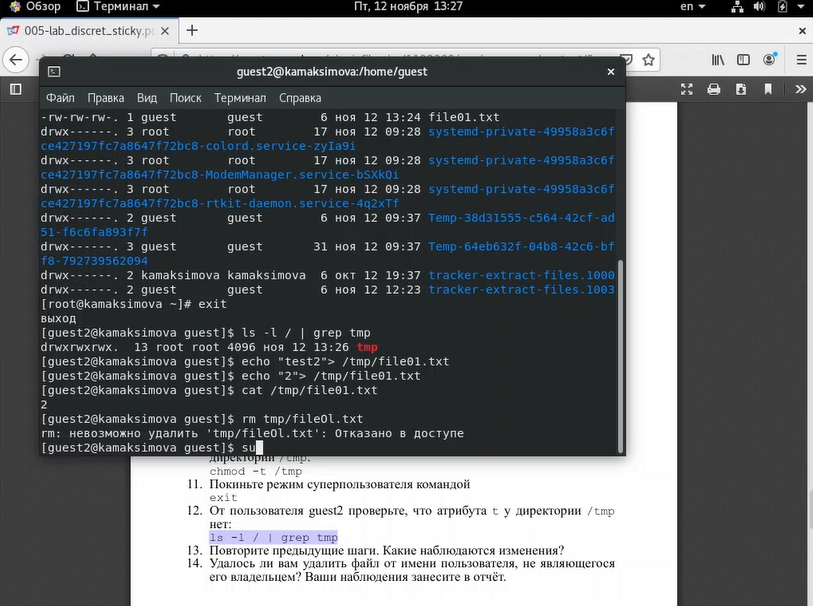 Обзор Терминал Пт, 12 ноября 13:27 en
005-lab_discret_sticky.pc
guest2@kamaksimova:/home/guest
Файл Правка Вид Поиск Терминал Справка
-rw-rw-rw-. 1 guest guest 6 ноя 12 13:24 file01.txt
drwx------. 3 root root 17 ноя 12 09:28 systemd-private-49958a3c6f
ce427197fc7a8647f72bc8-colord.service-zyIa9i
drwx------. 3 root root 17 ноя 12 09:28 systemd-private-49958a3c6f
ce427197fc7a8647f72bc8-ModemManager.service-bSXkQi
drwx------. 3 root root 17 ноя 12 09:28 systemd-private-49958a3c6f
ce427197fc7a8647f72bc8-rtkit-daemon.service-4q2xTf
drwx------. 2 guest guest 6 ноя 12 09:37 Temp-38d31555-c564-42cf-ad
51-f6c6fa893f7f
drwx------. 3 guest guest 31 ноя 12 09:37 Temp-64eb632f-04b8-42c6-bf
f8-792739562094
drwx------. 2 kamaksimova kamaksimova 6 окт 12 19:37 tracker-extract-files.1000
drwx------. 2 guest guest 6 ноя 12 12:23 tracker-extract-files.1003
[root@kamaksimova ~]# exit
выход
[guest2@kamaksimova guest]$ ls -l / | grep tmp
drwxrwxrwx. 13 root root 4096 ноя 12 13:26 tmp
[guest2@kamaksimova guest]$ echo "test2"> /tmp/file01.txt
[guest2@kamaksimova guest]$ echo "2"> /tmp/file01.txt
[guest2@kamaksimova guest]$ cat /tmp/file01.txt
2
[guest2@kamaksimova guest]$ rm tmp/fileOl.txt
rm: невозможно удалить 'tmp/fileOl.txt': Отказано в доступе
[guest2@kamaksimova guest]$ su
директории /tmp:
chmod -t /tmp
11. Покиньте режим суперпользователя командой
exit
12. От пользователя guest2 проверьте, что атрибута t у директории /tmp
нет:
ls -l / | grep tmp
13. Повторите предыдущие шаги. Какие наблюдаются изменения?
14. Удалось ли вам удалить файл от имени пользователя, не являющегося
его владельцем? Ваши наблюдения занесите в отчёт.